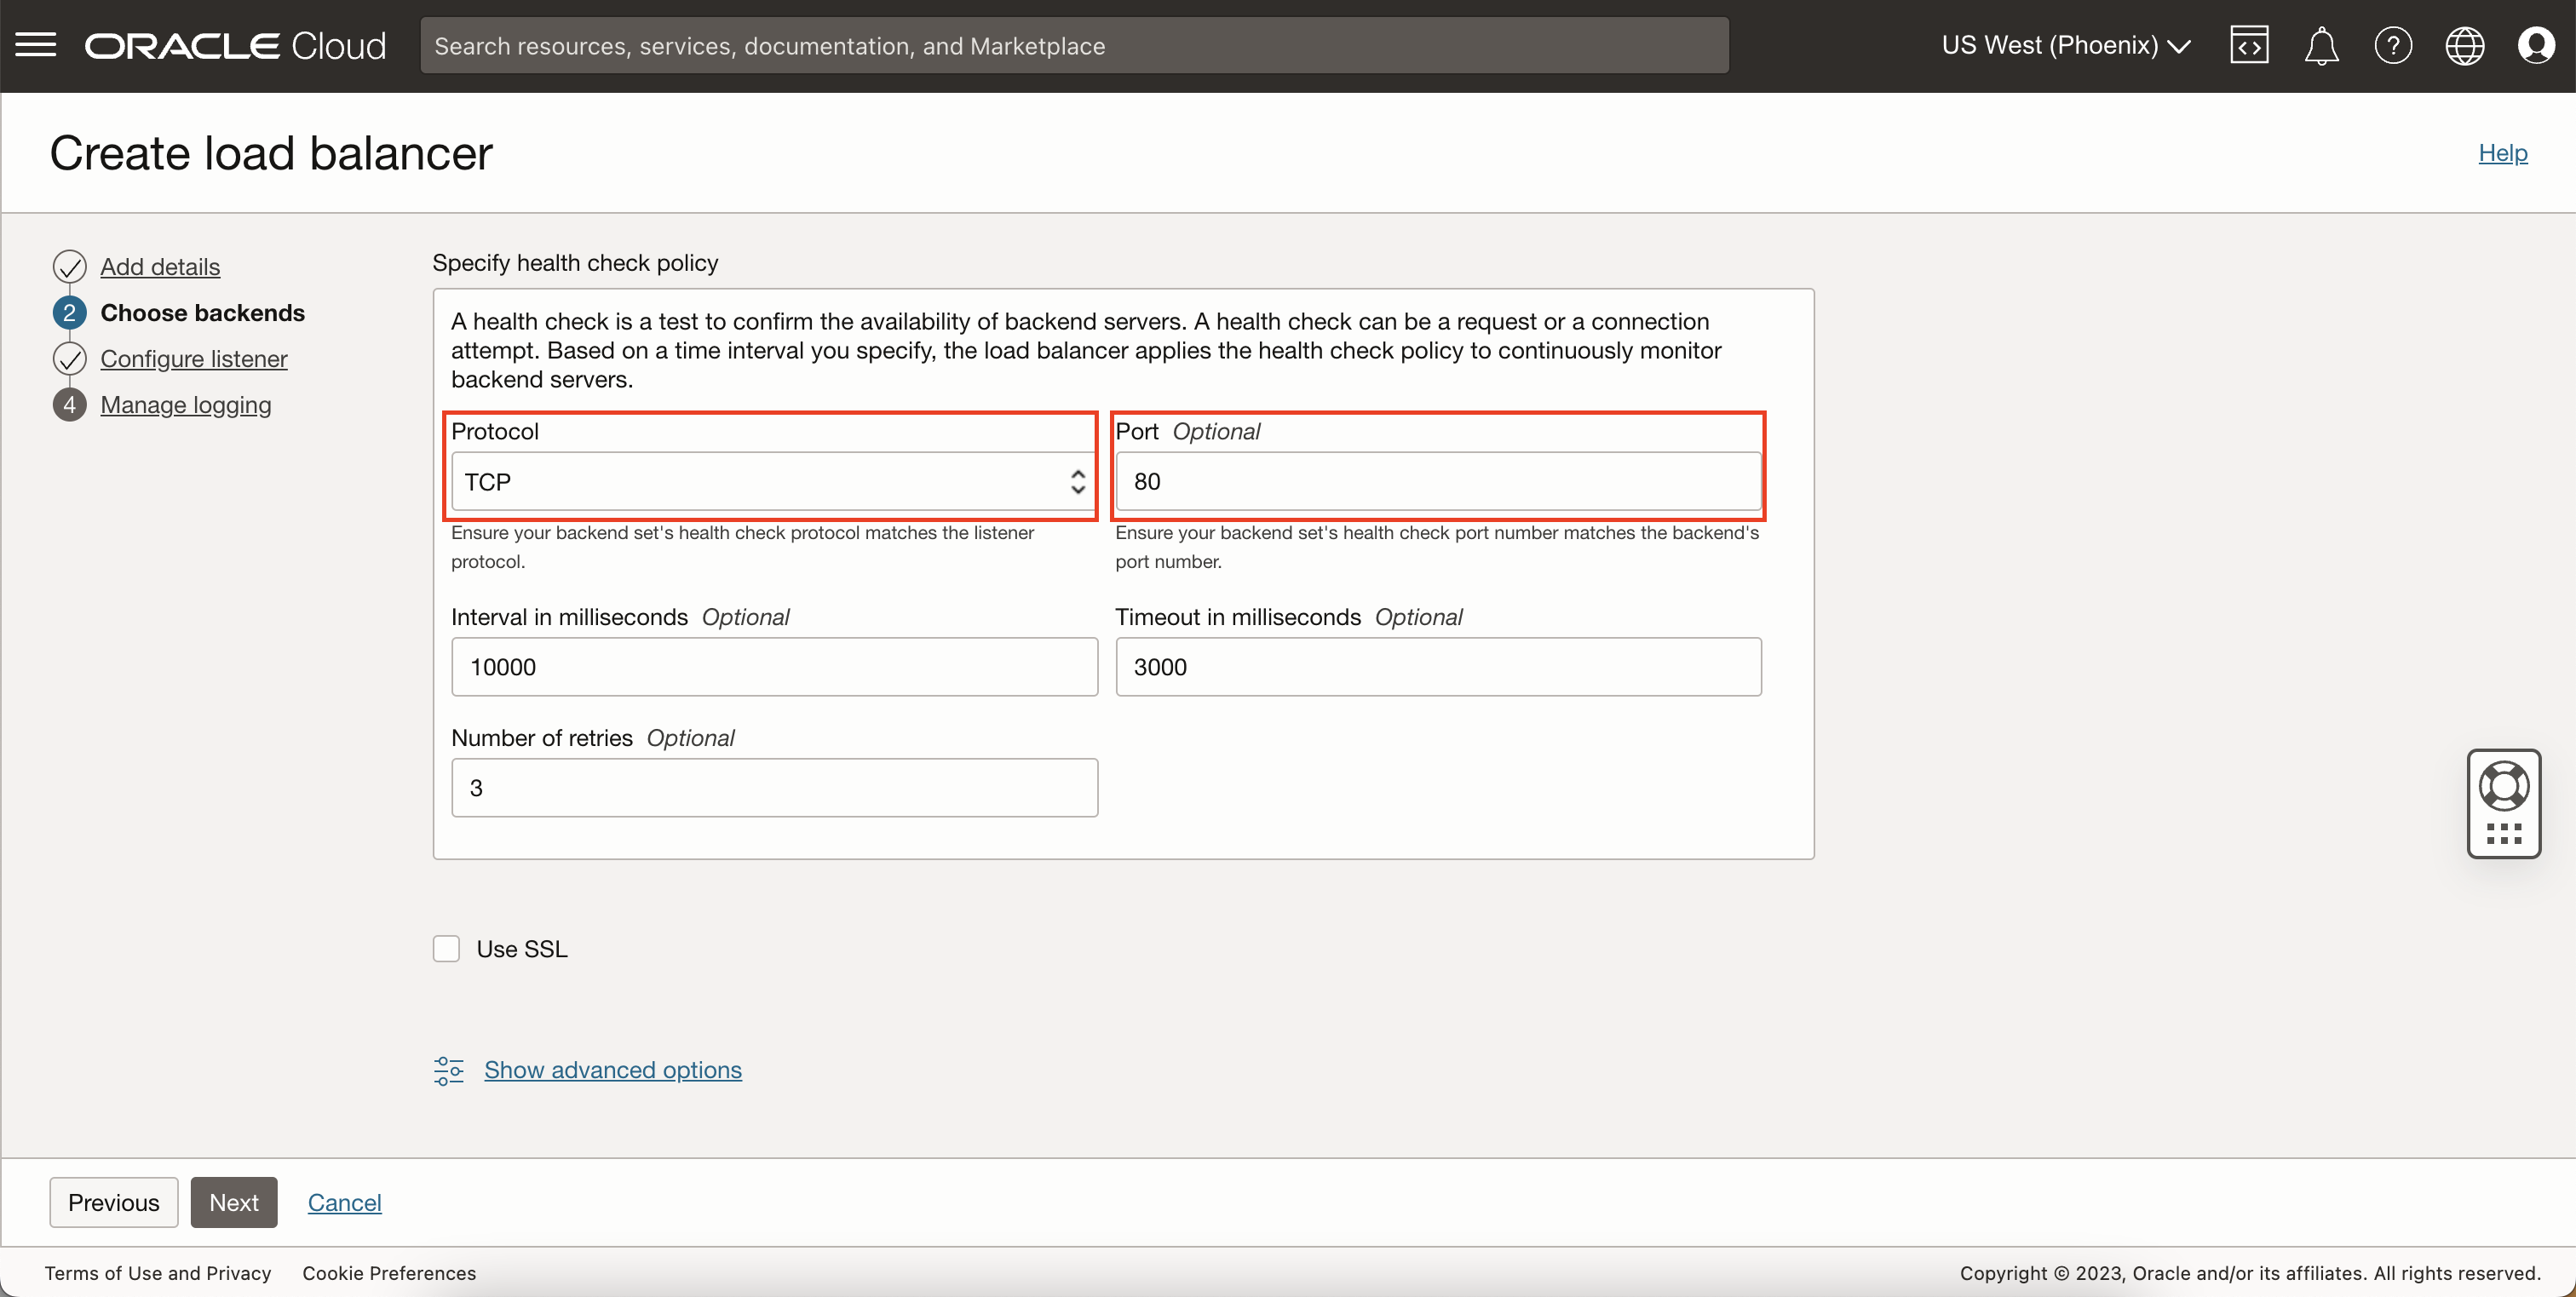 ORACLE Cloud
Search resources, services, documentation, and Marketplace
US West (Phoenix)
Create load balancer
Help
Add details
2 Choose backends
Configure listener
4 Manage logging
Specify health check policy
A health check is a test to confirm the availability of backend servers. A health check can be a request or a connection
attempt. Based on a time interval you specify, the load balancer applies the health check policy to continuously monitor
backend servers.
Protocol
TCP
Ensure your backend set's health check protocol matches the listener
protocol.
Port Optional
80
Ensure your backend set's health check port number matches the backend's
port number.
Interval in milliseconds Optional
10000
Timeout in milliseconds Optional
3000
Number of retries Optional
3
Use SSL
Show advanced options
Previous
Next
Cancel
Terms of Use and Privacy
Cookie Preferences
Copyright © 2023, Oracle and/or its affiliates. All rights reserved.